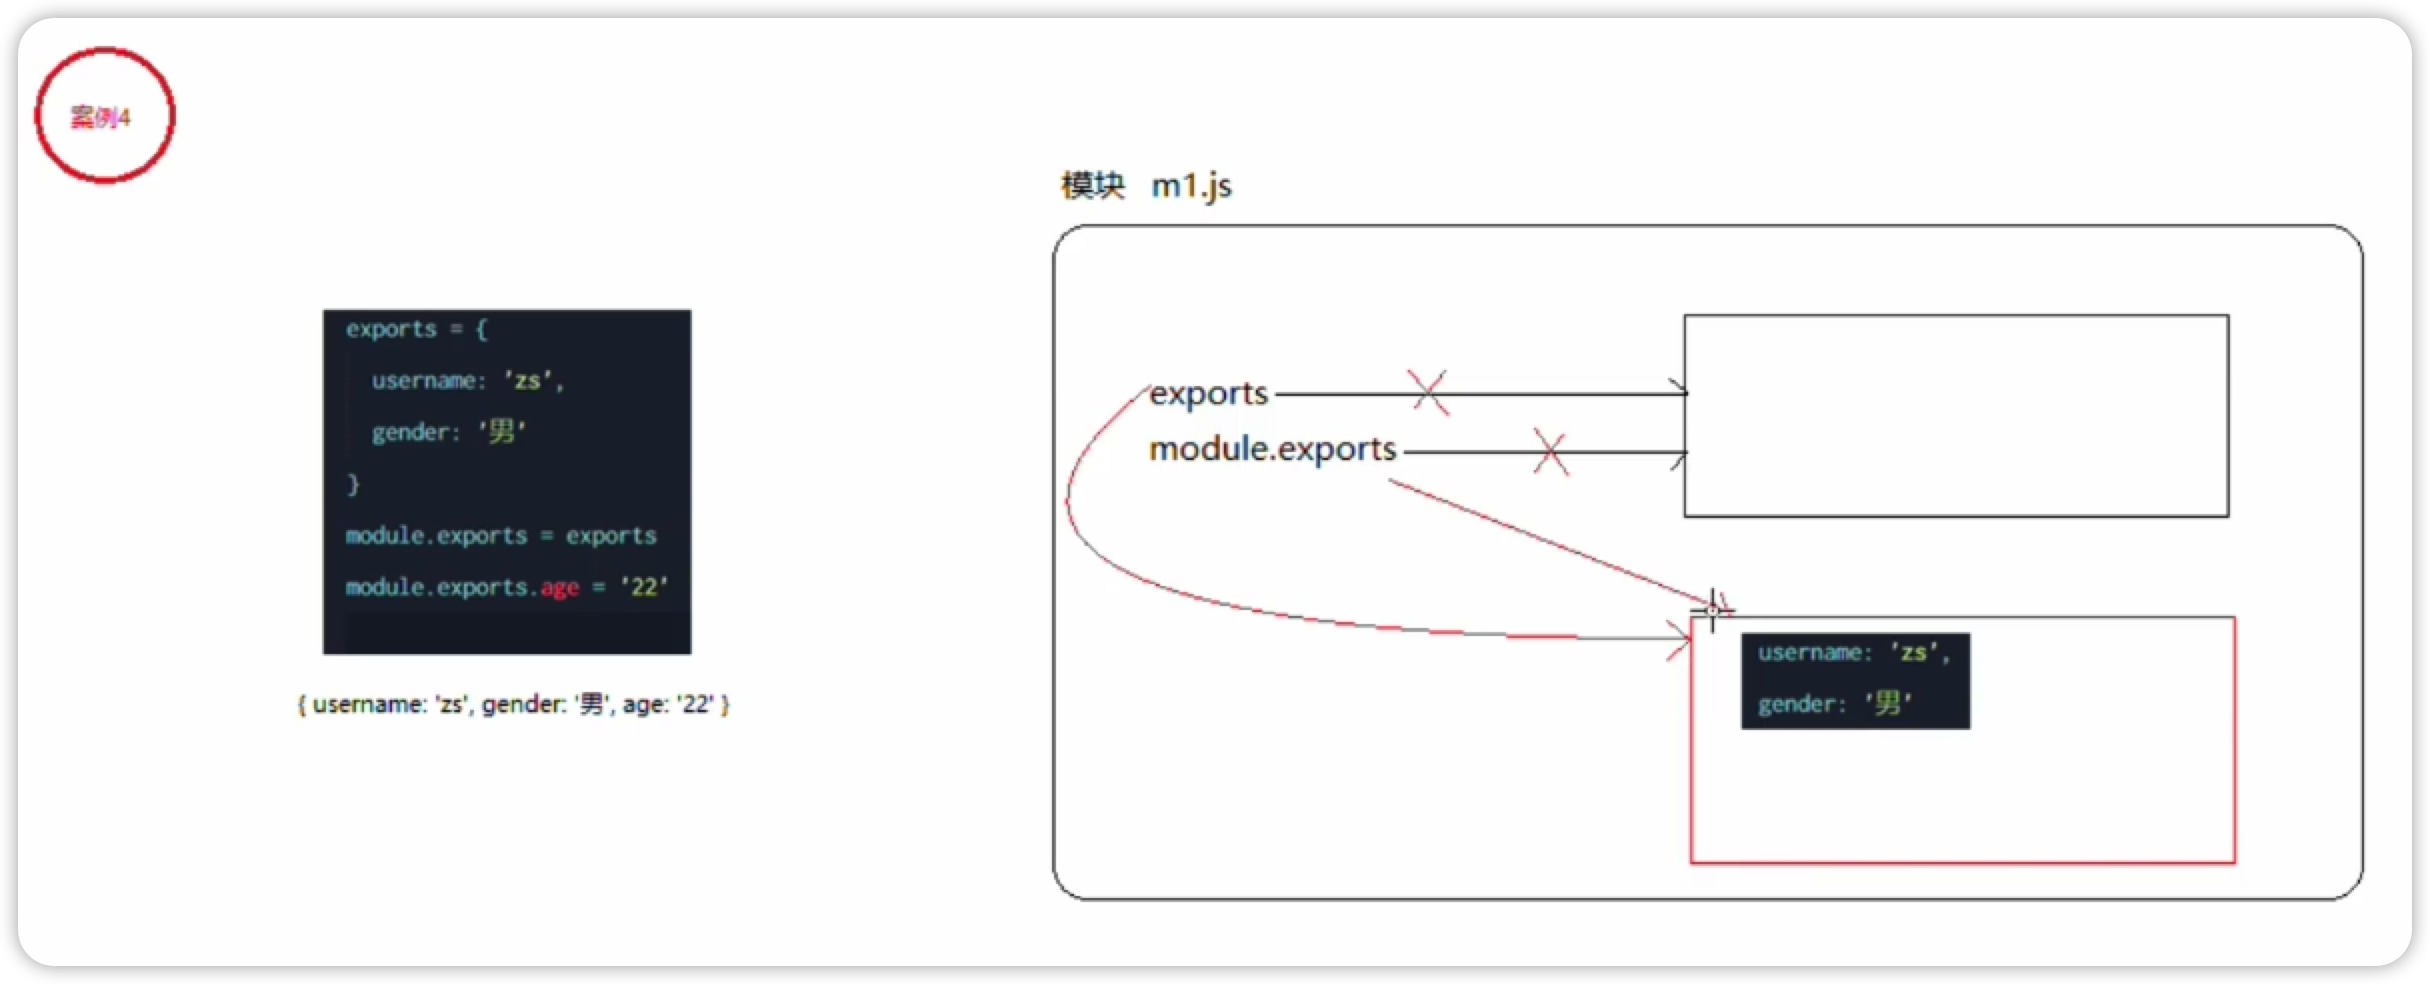 案例4
exports = {
username: 'zs',
gender: '男'
}
module.exports = exports
module.exports.age = '22'
{ username: 'zs', gender: '男', age: '22' }
模块 m1.js
exports
module.exports
username: 'zs',
gender: '男'